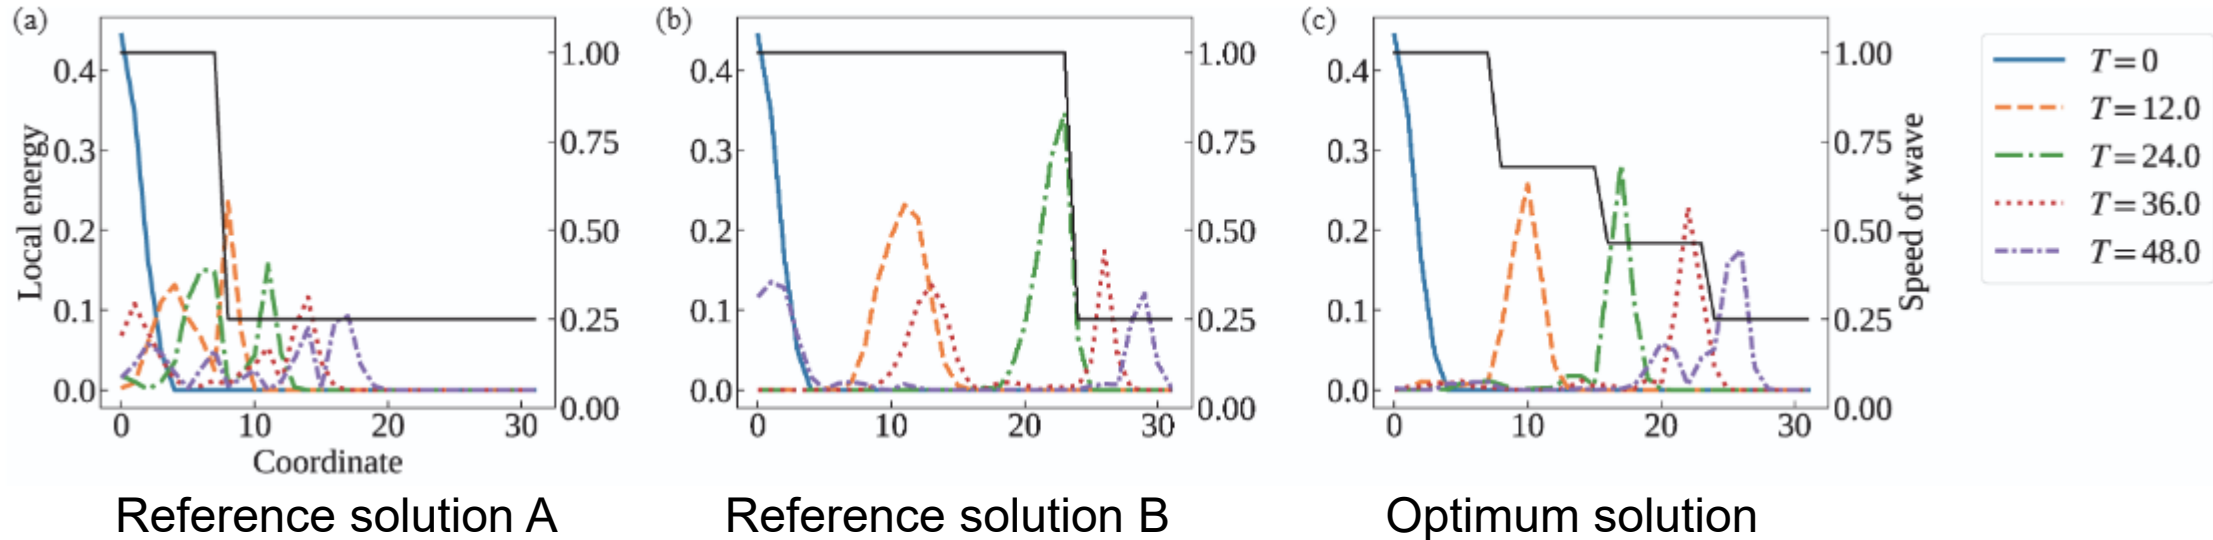 (a)
(b)
(c)
0.4
0.3
0.2
0.1
0.0
Local energy
1.00
0.75
0.50
0.25
0.00
0 10 20 30
Coordinate
0.4
0.3
0.2
0.1
0.0
1.00
0.75
0.50
0.25
0.00
0 10 20 30
0.4
0.3
0.2
0.1
0.0
1.00
0.75
0.50
0.25
0.00
Speed of wave
0 10 20 30
T = 0
T = 12.0
T = 24.0
T = 36.0
T = 48.0
Reference solution A
Reference solution B
Optimum solution